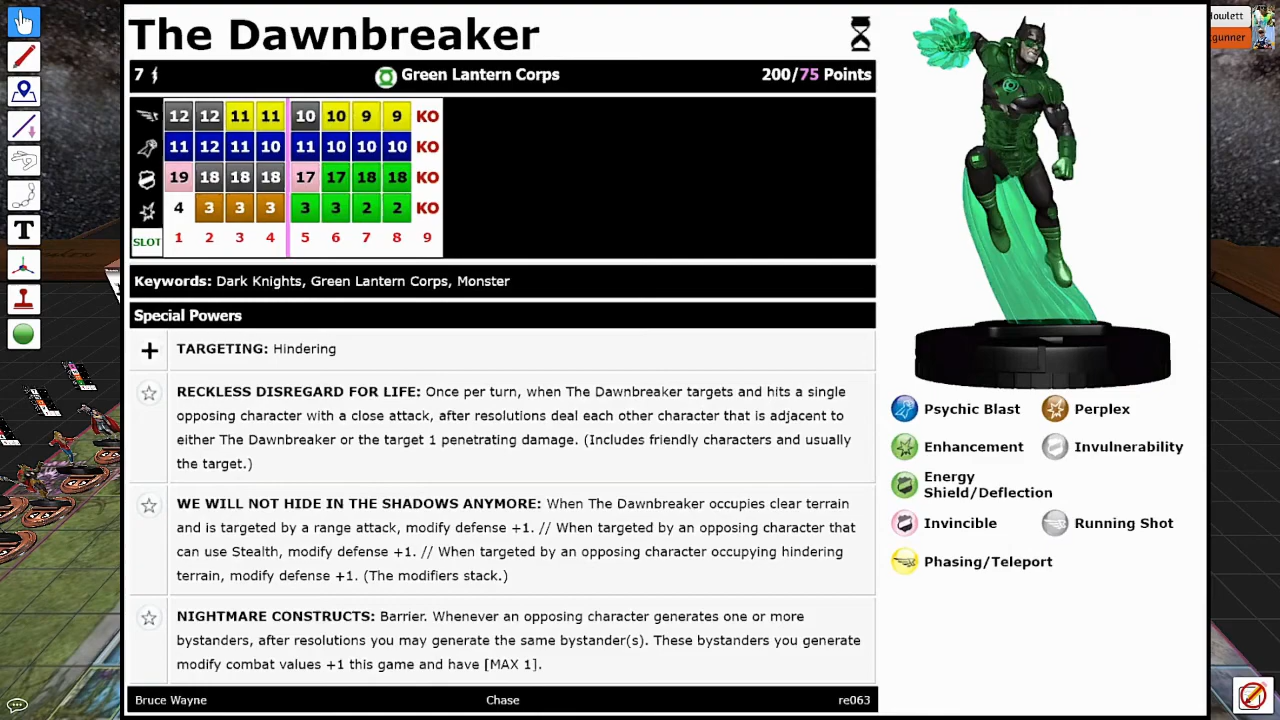 The Dawnbreaker
7 Green Lantern Corps 200/75 Points
12 12 11 11 10 10 9 9 KO
11 12 11 10 11 10 10 10 KO
19 18 18 18 17 17 18 18 KO
4 3 3 3 3 3 2 2 KO
SLOT 1 2 3 4 5 6 7 8 9
Keywords: Dark Knights, Green Lantern Corps, Monster
Special Powers
TARGETING: Hindering
RECKLESS DISREGARD FOR LIFE: Once per turn, when The Dawnbreaker targets and hits a single
opposing character with a close attack, after resolutions deal each other character that is adjacent to
either The Dawnbreaker or the target 1 penetrating damage. (Includes friendly characters and usually
the target.)
WE WILL NOT HIDE IN THE SHADOWS ANYMORE: When The Dawnbreaker occupies clear terrain
and is targeted by a range attack, modify defense +1. // When targeted by an opposing character that
can use Stealth, modify defense +1. // When targeted by an opposing character occupying hindering
terrain, modify defense +1. (The modifiers stack.)
NIGHTMARE CONSTRUCTS: Barrier. Whenever an opposing character generates one or more
bystanders, after resolutions you may generate the same bystander(s). These bystanders you generate
modify combat values +1 this game and have [MAX 1].
Bruce Wayne Chase re063
Psychic Blast Perplex
Enhancement Invulnerability
Energy
Shield/Deflection
Invincible Running Shot
Phasing/Teleport
T